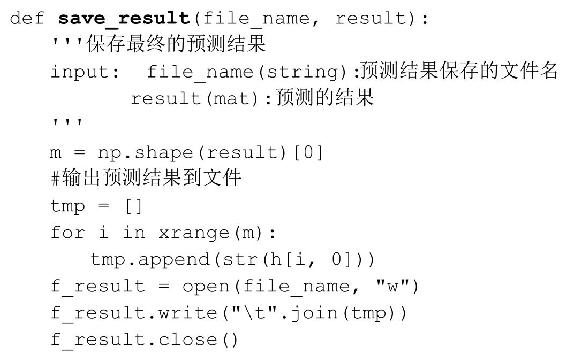 def save_result(file_name, result):
    '''保存最终的预测结果
    input:  file_name(string):预测结果保存的文件名
            result(mat):预测的结果
    '''
    m = np.shape(result)[0]
    #输出预测结果到文件
    tmp = []
    for i in xrange(m):
        tmp.append(str(h[i, 0]))
    f_result = open(file_name, "w")
    f_result.write("\t".join(tmp))
    f_result.close()